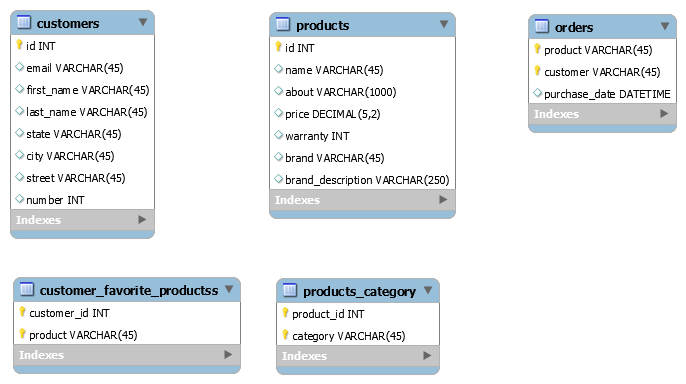 customers
id INT
email VARCHAR(45)
first_name VARCHAR(45)
last_name VARCHAR(45)
state VARCHAR(45)
city VARCHAR(45)
street VARCHAR(45)
number INT
Indexes
products
id INT
name VARCHAR(45)
about VARCHAR(1000)
price DECIMAL(5,2)
warranty INT
brand VARCHAR(45)
brand_description VARCHAR(250)
Indexes
orders
product VARCHAR(45)
customer VARCHAR(45)
purchase_date DATETIME
Indexes
customer_favorite_productss
customer_id INT
product VARCHAR(45)
Indexes
products_category
product_id INT
category VARCHAR(45)
Indexes